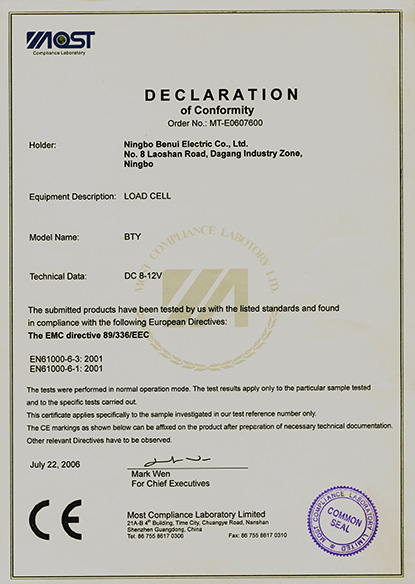 MOST
Compliance Laboratory
DECLARATION
of Conformity
Order No.: MT-E0607600
Holder: Ningbo Benui Electric Co., Ltd.
No. 8 Laoshan Road, Dagang Industry Zone,
Ningbo
Equipment Description: LOAD CELL
Model Name: BTY
MOST COMPLIANCE LABOTORY LTD.
Technical Data: DC 8-12V
The submitted products have been tested by us with the listed standards and found
in compliance with the following European Directives:
The EMC directive 89/336/EEC
EN61000-6-3: 2001
EN61000-6-1: 2001
The tests were performed in normal operation mode. The test results apply only to the particular sample tested
and to the specific tests carried out.
This certificate applies specifically to the sample investigated in our test reference number only.
The CE markings as shown below can be affixed on the product after preparation of necessary technical documentation.
Other relevant Directives have to be observed.
July 22, 2006
Mark Wen
For Chief Executives
CE
Most Compliance Laboratory Limited
21A-B 4th Building, Time City, Chuangye Road, Nanshan
Shenzhen Guangdong, China
Tel: 86 755 8617 0306 Fax: 86 755 8617 0310
MOST COMPLIANCE LABORATORY LIMITED
COMMON
SEAL